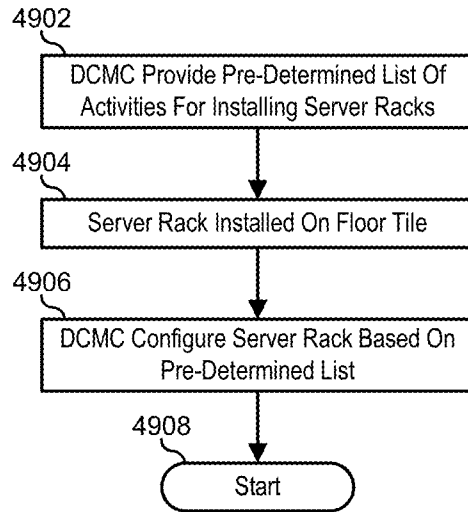 4902
DCMC Provide Pre-Determined List Of
Activities For Installing Server Racks
4904
Server Rack Installed On Floor Tile
4906
DCMC Configure Server Rack Based On
Pre-Determined List
4908
Start